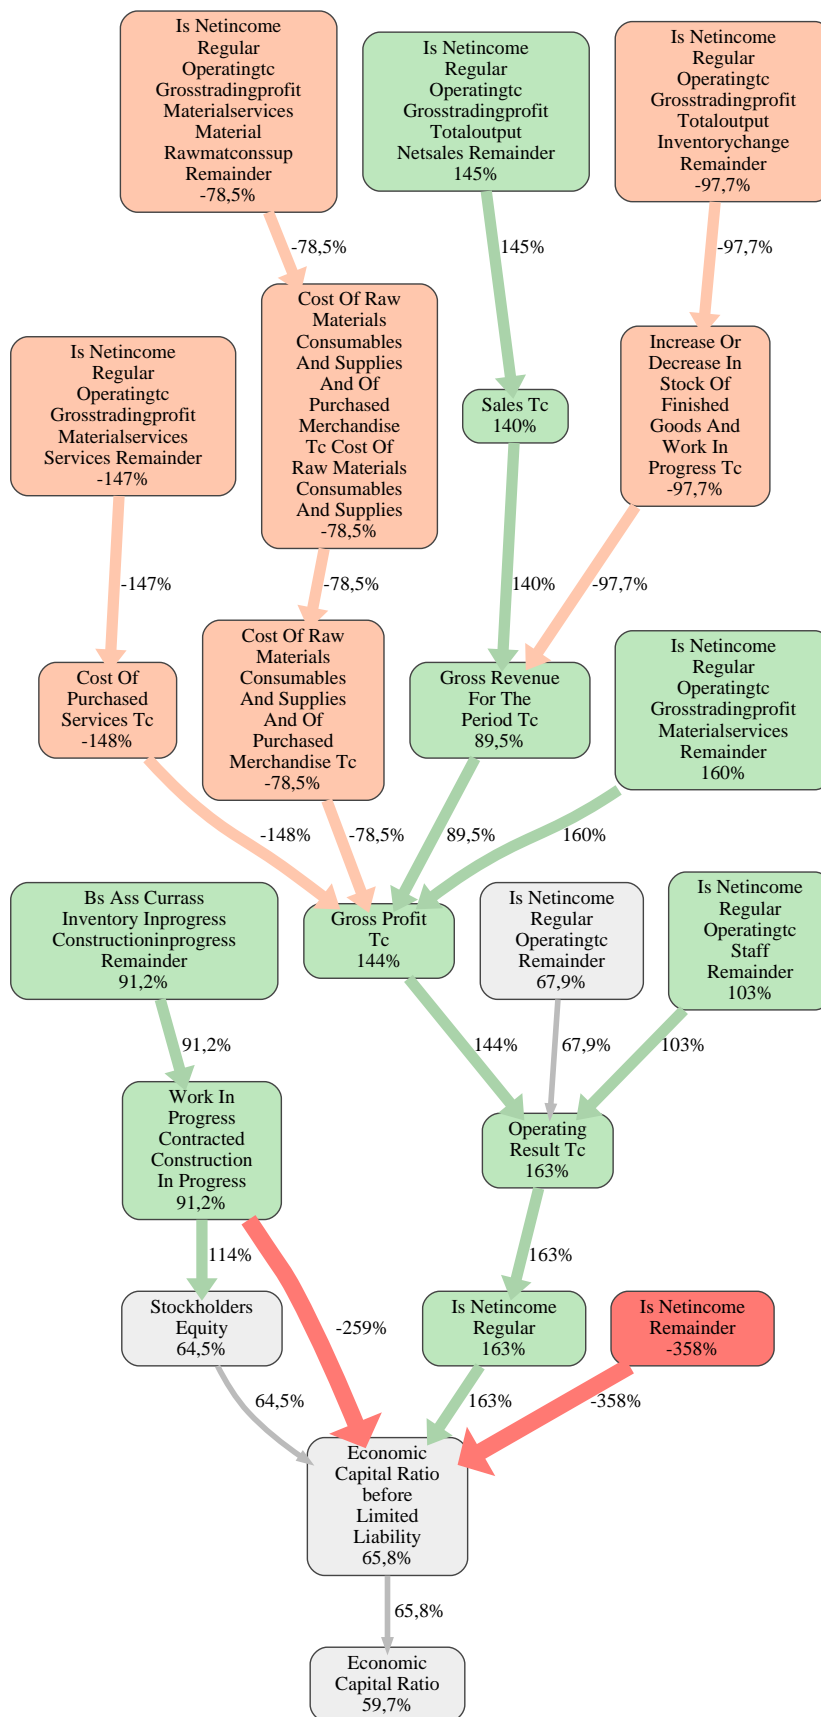 Is Netincome
Regular
Operatingtc
Grosstradingprofit
Materialservices
Material
Rawmatconssup
Remainder
-78,5%
Is Netincome
Regular
Operatingtc
Grosstradingprofit
Totaloutput
Netsales Remainder
145%
Is Netincome
Regular
Operatingtc
Grosstradingprofit
Totaloutput
Inventorychange
Remainder
-97,7%
-78,5%
145%
-97,7%
Is Netincome
Regular
Operatingtc
Grosstradingprofit
Materialservices
Services Remainder
-147%
Cost Of Raw
Materials
Consumables
And Supplies
And Of
Purchased
Merchandise
Tc Cost Of
Raw Materials
Consumables
And Supplies
-78,5%
Sales Tc
140%
Increase Or
Decrease In
Stock Of
Finished
Goods And
Work In
Progress Tc
-97,7%
-147%
-78,5%
140%
-97,7%
Cost Of
Purchased
Services Tc
-148%
Cost Of Raw
Materials
Consumables
And Supplies
And Of
Purchased
Merchandise Tc
-78,5%
Gross Revenue
For The
Period Tc
89,5%
Is Netincome
Regular
Operatingtc
Grosstradingprofit
Materialservices
Remainder
160%
-148%
-78,5%
89,5%
160%
Bs Ass Currass
Inventory Inprogress
Constructioninprogress
Remainder
91,2%
Gross Profit
Tc
144%
Is Netincome
Regular
Operatingtc
Remainder
67,9%
Is Netincome
Regular
Operatingtc
Staff
Remainder
103%
91,2%
144%
67,9%
103%
Work In
Progress
Contracted
Construction
In Progress
91,2%
Operating
Result Tc
163%
114%
-259%
163%
Stockholders
Equity
64,5%
Is Netincome
Regular
163%
Is Netincome
Remainder
-358%
64,5%
163%
-358%
Economic
Capital Ratio
before
Limited
Liability
65,8%
65,8%
Economic
Capital Ratio
59,7%